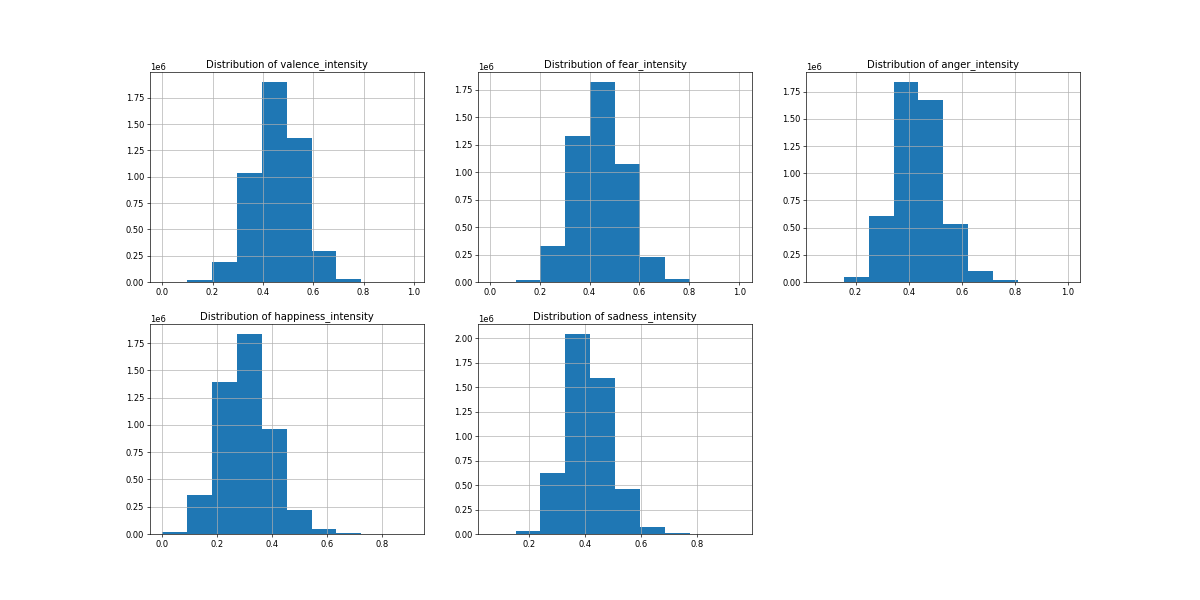 Distribution of valence_intensity
1e6
1.75
1.50
1.25
1.00
0.75
0.50
0.25
0.00
0.0 0.2 0.4 0.6 0.8 1.0
Distribution of fear_intensity
1e6
1.75
1.50
1.25
1.00
0.75
0.50
0.25
0.00
0.0 0.2 0.4 0.6 0.8 1.0
Distribution of anger_intensity
1e6
1.75
1.50
1.25
1.00
0.75
0.50
0.25
0.00
0.2 0.4 0.6 0.8 1.0
Distribution of happiness_intensity
1e6
1.75
1.50
1.25
1.00
0.75
0.50
0.25
0.00
0.0 0.2 0.4 0.6 0.8
Distribution of sadness_intensity
1e6
2.00
1.75
1.50
1.25
1.00
0.75
0.50
0.25
0.00
0.2 0.4 0.6 0.8